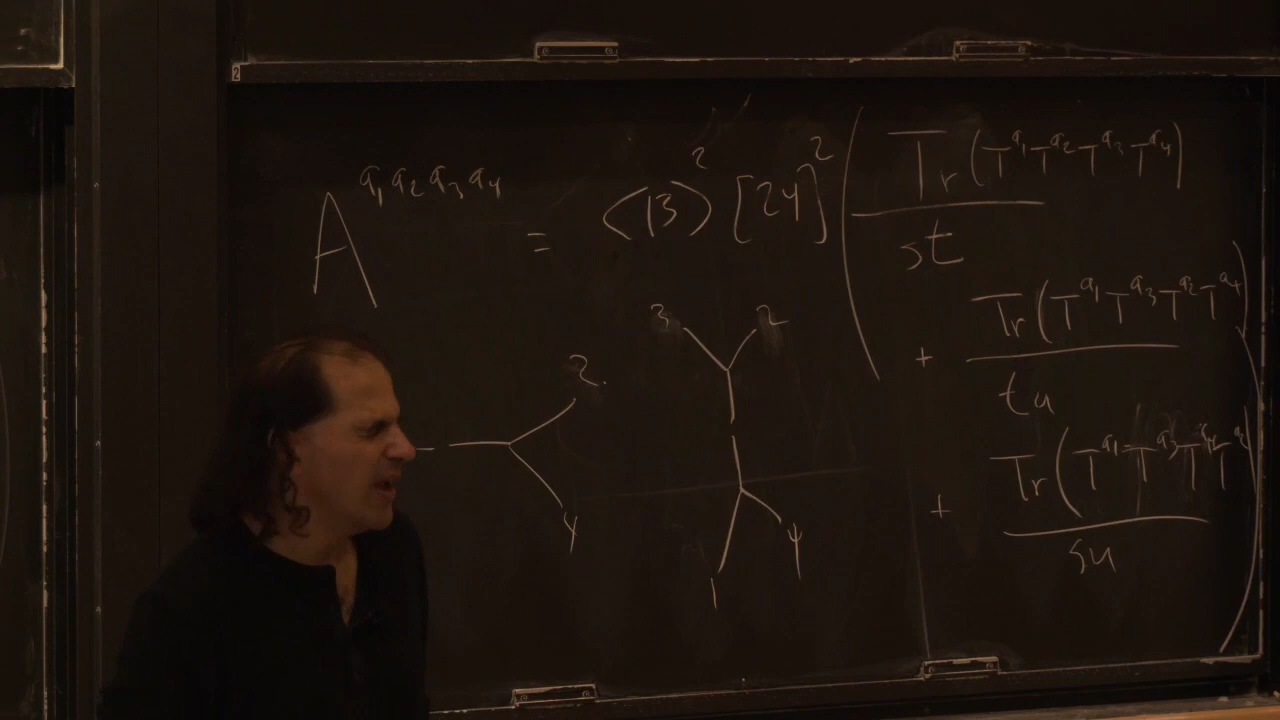 2
A^{a_1 a_2 a_3 a_4} = ⟨13⟩^2 [24]^2 ( Tr(T^{a_1} T^{a_2} T^{a_3} T^{a_4}) / st
+ Tr(T^{a_1} T^{a_3} T^{a_2} T^{a_4}) / tu
+ Tr(T^{a_1} T^{a_3} T^{a_4} T^{a_2}) / su )
3 2
2
4
1 4